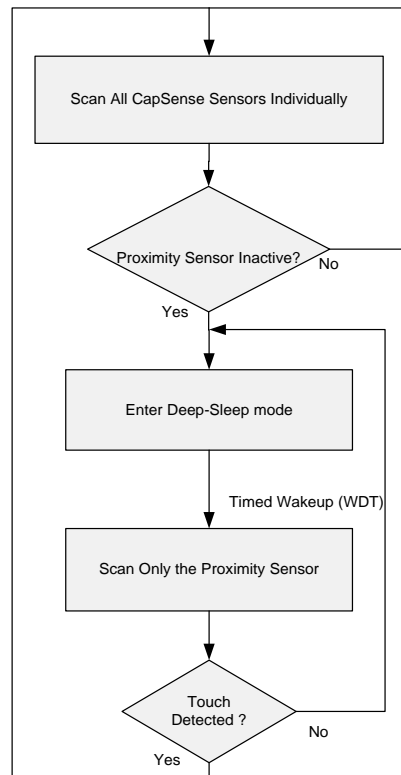 Scan All CapSense Sensors Individually
Proximity Sensor Inactive?
No
Yes
Enter Deep-Sleep mode
Timed Wakeup (WDT)
Scan Only the Proximity Sensor
Touch
Detected ?
No
Yes